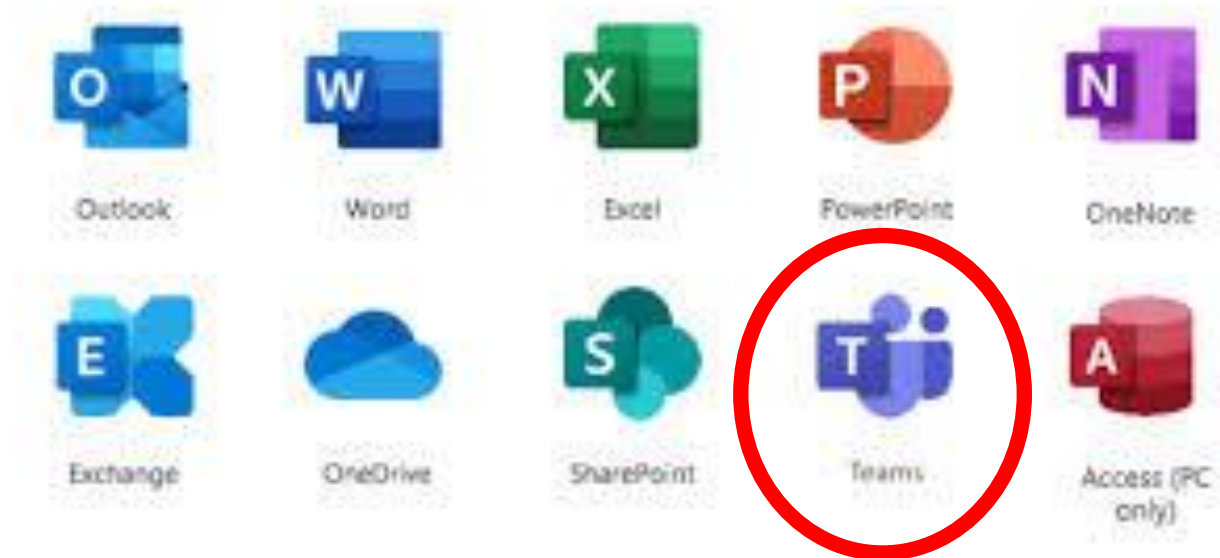 O W X P N
Outlook Word Excel PowerPoint OneNote
E S T A
Exchange OneDrive SharePoint Teams Access (PC
only)